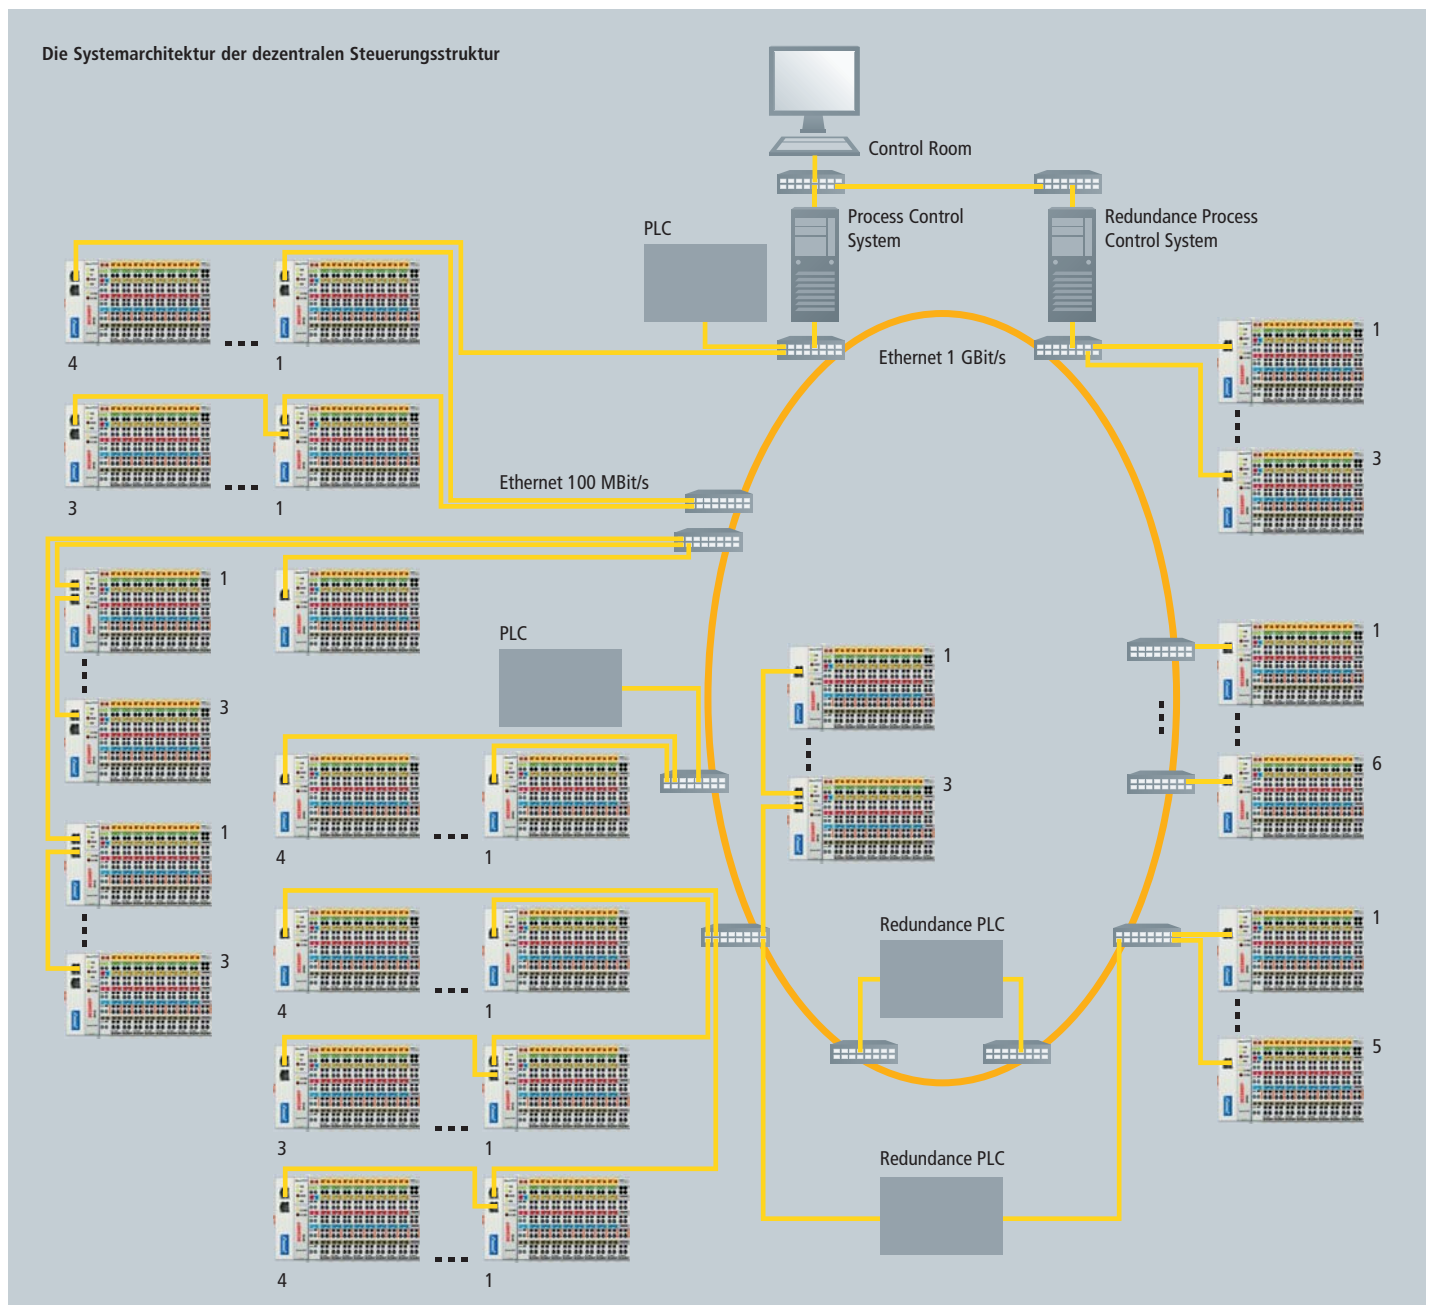 Die Systemarchitektur der dezentralen Steuerungsstruktur
Control Room
PLC
Process Control
System
Redundance Process
Control System
4
1
Ethernet 1 GBit/s
1
3
3
1
Ethernet 100 MBit/s
1
3
PLC
1
3
1
6
4
1
1
3
4
1
Redundance PLC
1
5
3
1
Redundance PLC
4
1